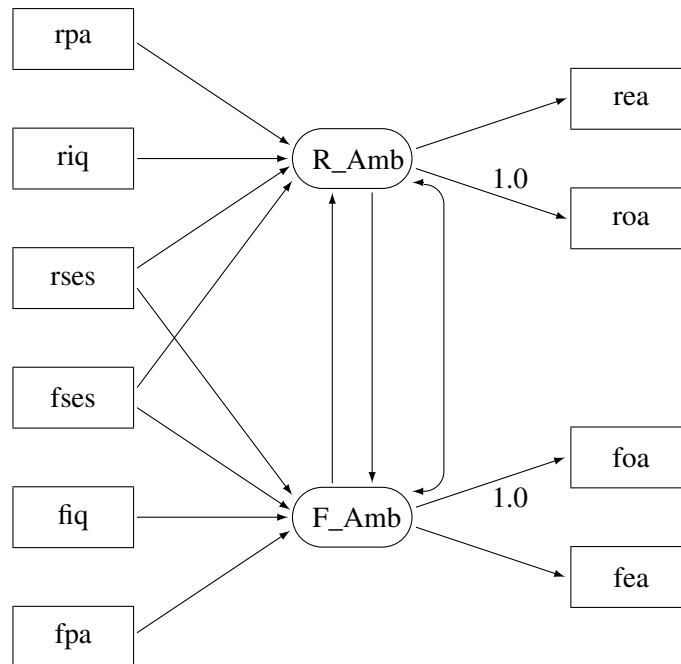 rpa
riq
rses
fses
fiq
fpa
R_Amb
F_Amb
rea
1.0
roa
foa
1.0
fea